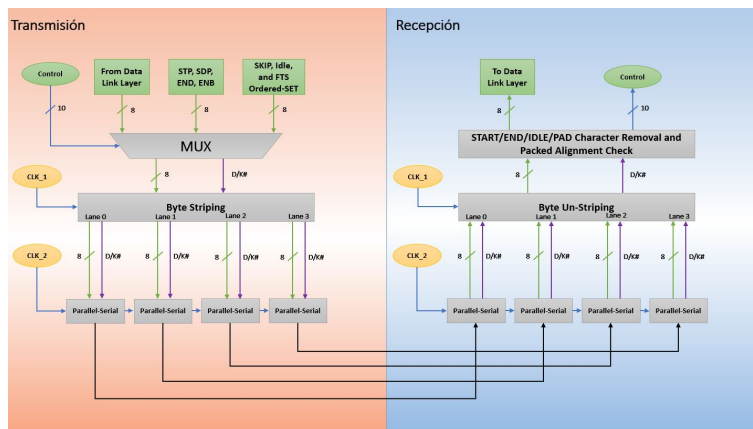 Transmisión
Recepción
Control
From Data
Link Layer
STP, SDP,
END, ENB
SKIP, Idle,
and FTS
Ordered-SET
To Data
Link Layer
Control
10
8
8
8
8
10
MUX
START/END/IDLE/PAD Character Removal and
Packed Alignment Check
8
D/K#
8
D/K#
CLK_1
Byte Striping
Lane 0
Lane 1
Lane 2
Lane 3
CLK_1
Byte Un-Striping
Lane 0
Lane 1
Lane 2
Lane 3
CLK_2
8
D/K#
8
D/K#
8
D/K#
8
D/K#
CLK_2
8
D/K#
8
D/K#
8
D/K#
8
D/K#
Parallel-Serial
Parallel-Serial
Parallel-Serial
Parallel-Serial
Parallel-Serial
Parallel-Serial
Parallel-Serial
Parallel-Serial